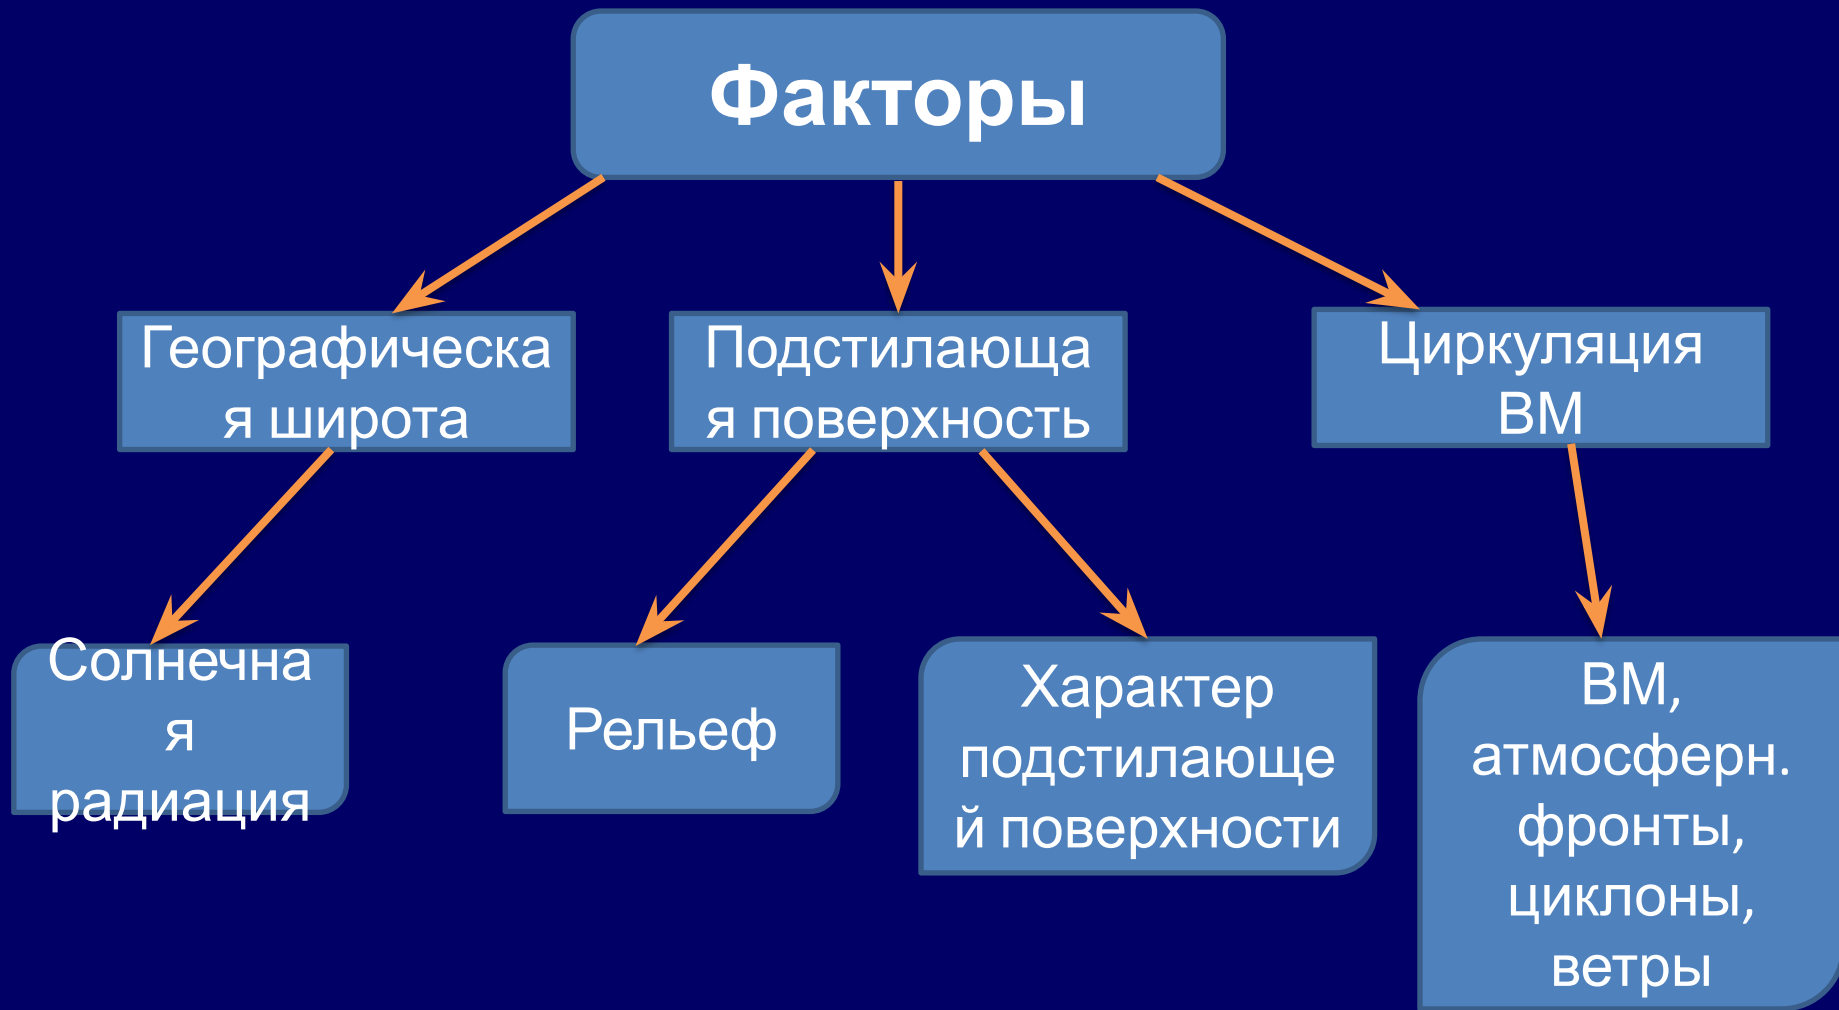 Факторы
Географическа
я широта
Подстилающа
я поверхность
Циркуляция
ВМ
Солнечна
я
радиация
Рельеф
Характер
подстилающе
й поверхности
ВМ,
атмосферн.
фронты,
циклоны,
ветры